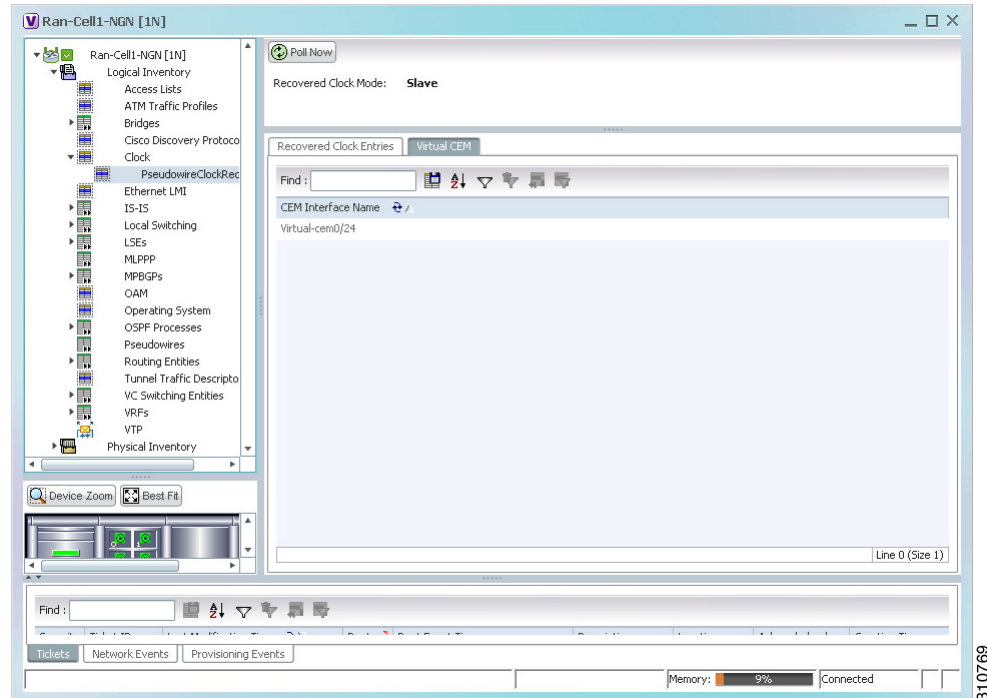 Ran-Cell1-NGN [1N]
Ran-Cell1-NGN [1N]
Logical Inventory
Access Lists
ATM Traffic Profiles
Bridges
Cisco Discovery Protoco
Clock
PseudowireClockRec
Ethernet LMI
IS-IS
Local Switching
LSEs
MLPPP
MPBGPs
OAM
Operating System
OSPF Processes
Pseudowires
Routing Entities
Tunnel Traffic Descripto
VC Switching Entities
VRFs
VTP
Physical Inventory
Device Zoom
Best Fit
Poll Now
Recovered Clock Mode: Slave
Recovered Clock Entries
Virtual CEM
Find :
CEM Interface Name
Virtual-cem0/24
Line 0 (Size 1)
Find :
Tickets
Network Events
Provisioning Events
Memory: 9%
Connected
310769